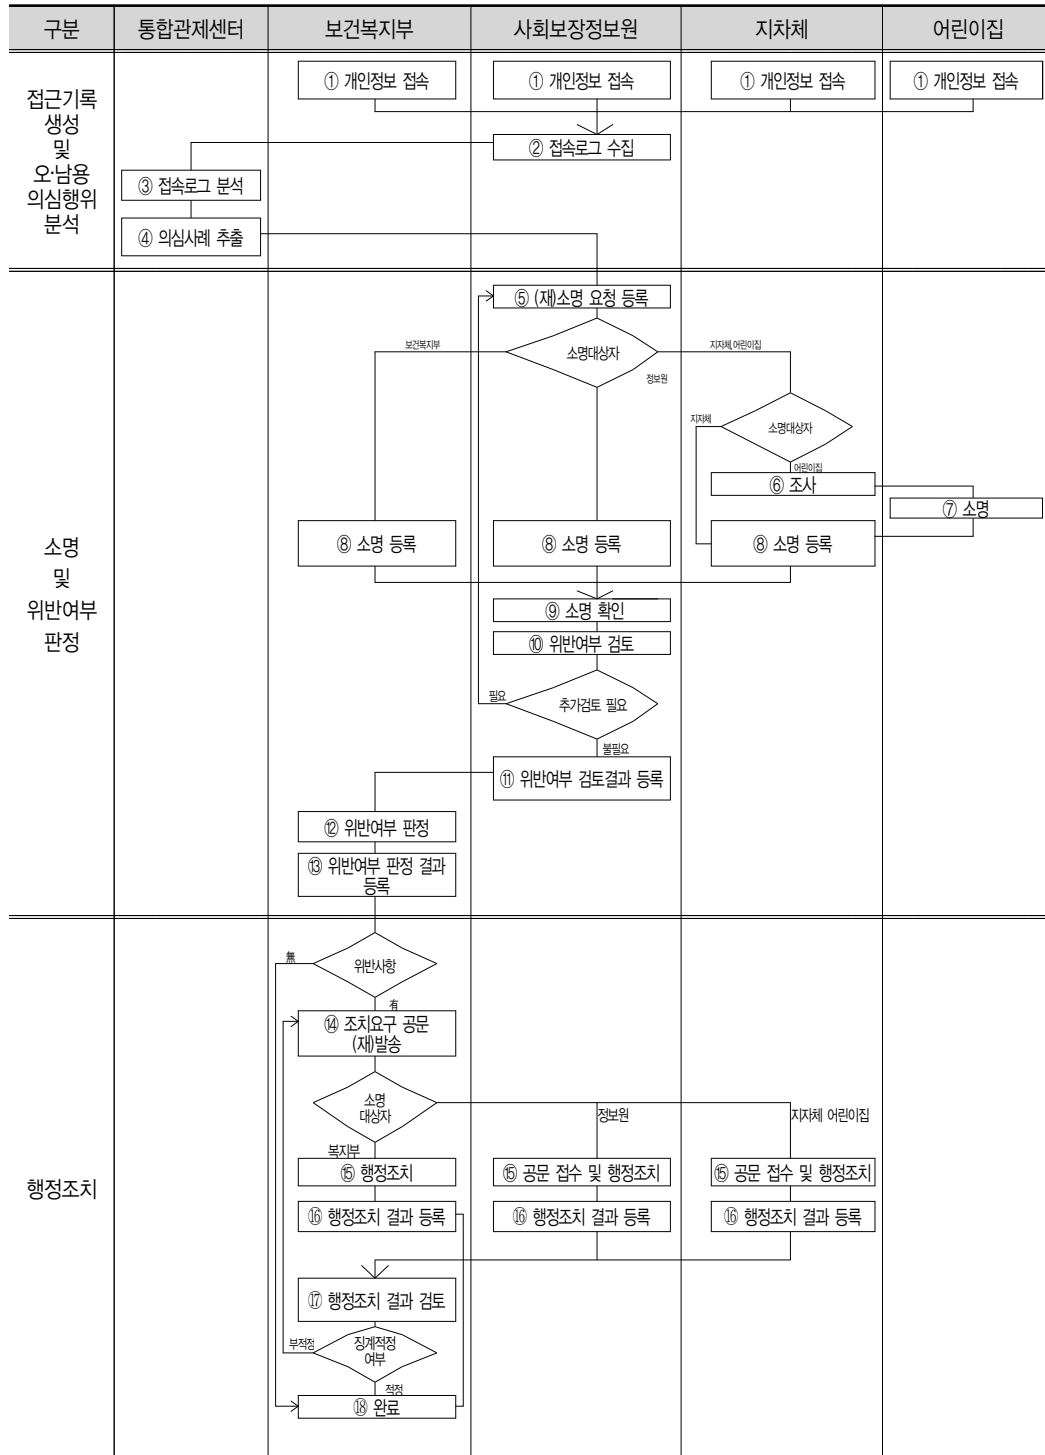 구분 통합관제센터 보건복지부 사회보장정보원 지차체 어린이집
접근기록
생성
및
오·남용
의심행위
분석
① 개인정보 접속 ① 개인정보 접속 ① 개인정보 접속 ① 개인정보 접속
② 접속로그 수집
③ 접속로그 분석
④ 의심사례 추출
소명
및
위반여부
판정
⑤ (재)소명 요청 등록
보건복지부 소명대상자 지자체,어린이집
정보원
지자체 소명대상자
어린이집
⑥ 조사
⑦ 소명
⑧ 소명 등록 ⑧ 소명 등록 ⑧ 소명 등록
⑨ 소명 확인
⑩ 위반여부 검토
필요 추가검토 필요
불필요
⑪ 위반여부 검토결과 등록
⑫ 위반여부 판정
⑬ 위반여부 판정 결과
등록
행정조치
無 위반사항
有
⑭ 조치요구 공문
(재)발송
소명
대상자
정보원 지자체 어린이집
복지부
⑮ 행정조치 ⑮ 공문 접수 및 행정조치 ⑮ 공문 접수 및 행정조치
⑯ 행정조치 결과 등록 ⑯ 행정조치 결과 등록 ⑯ 행정조치 결과 등록
⑰ 행정조치 결과 검토
부적정 징계적정
여부
적정
⑱ 완료